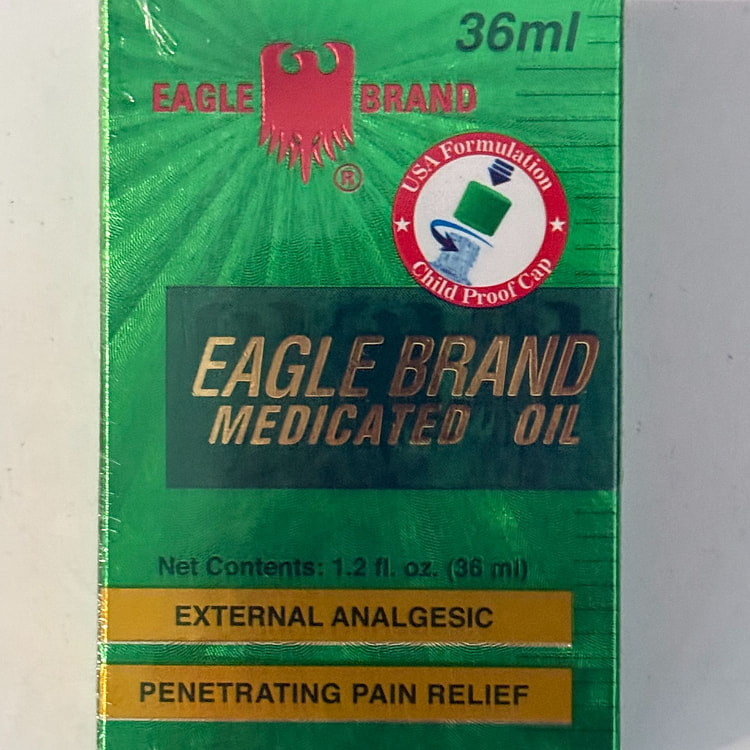 36ml
EAGLE BRAND
®
USA Formulation
Child Proof Cap
EAGLE BRAND
MEDICATED OIL
Net Contents: 1.2 fl. oz. (36 ml)
EXTERNAL ANALGESIC
PENETRATING PAIN RELIEF